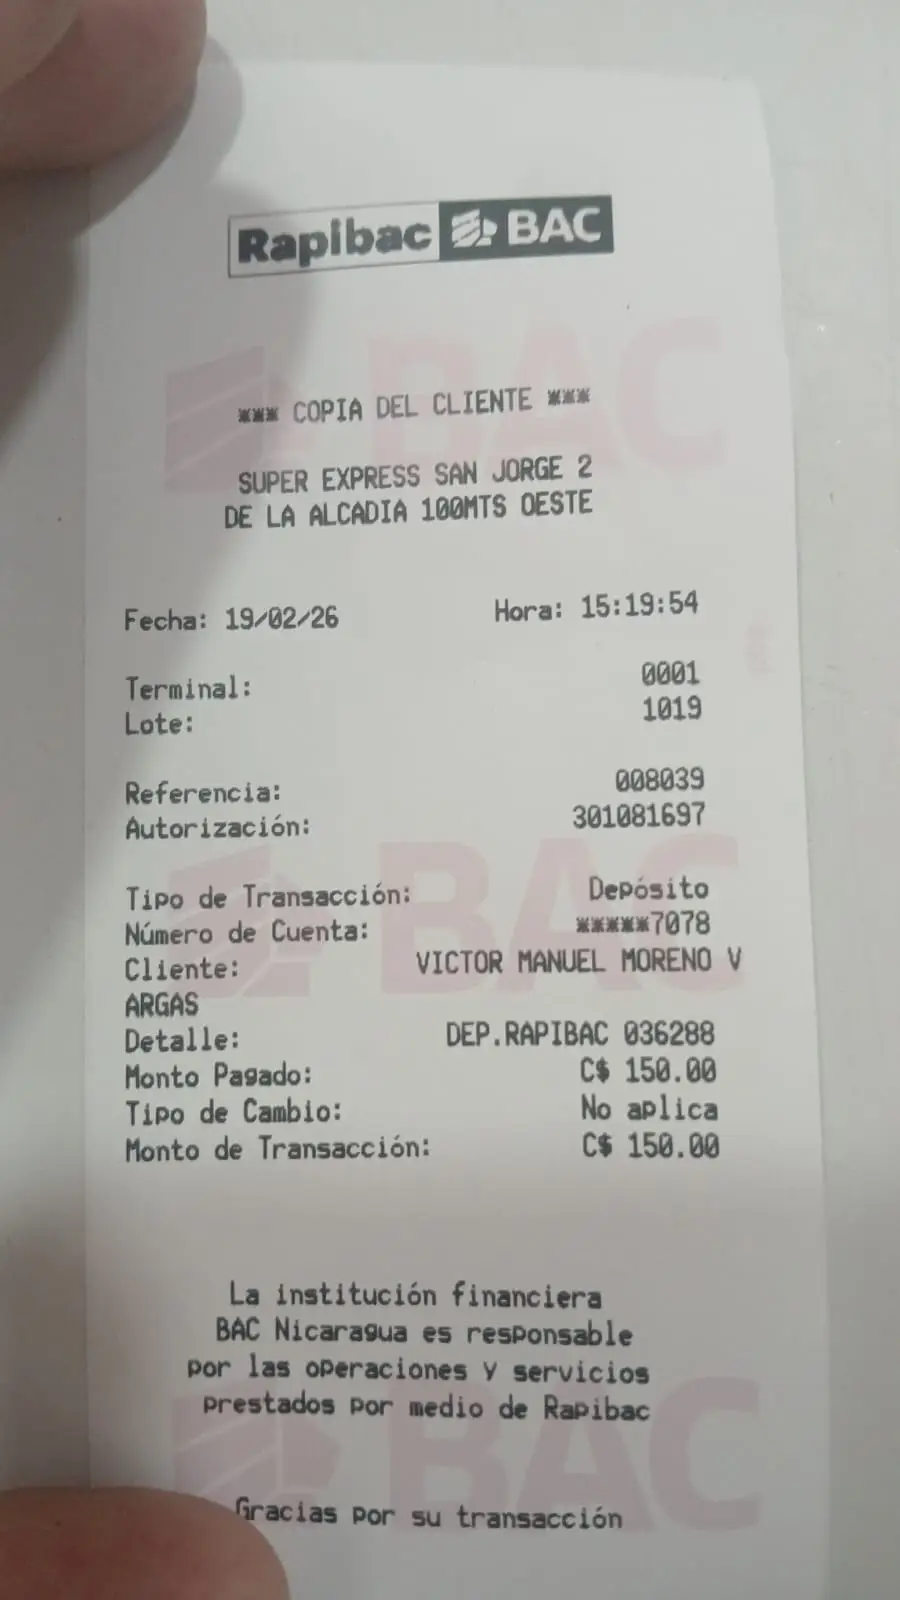 Rapibac BAC
*** COPIA DEL CLIENTE ***
SUPER EXPRESS SAN JORGE 2
DE LA ALCADIA 100MTS OESTE
Fecha: 19/02/26 Hora: 15:19:54
Terminal: 0001
Lote: 1019
Referencia: 008039
Autorización: 301081697
Tipo de Transacción: Depósito
Número de Cuenta: *****7078
Cliente: VICTOR MANUEL MORENO V
ARGAS
Detalle: DEP.RAPIBAC 036288
Monto Pagado: C$ 150.00
Tipo de Cambio: No aplica
Monto de Transacción: C$ 150.00
La institución financiera
BAC Nicaragua es responsable
por las operaciones y servicios
prestados por medio de Rapibac
Gracias por su transacción
BAC
BAC
BAC